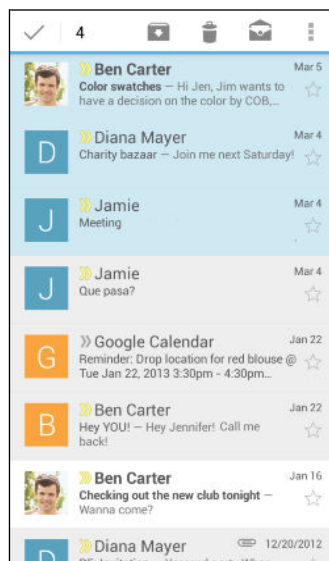 4
Ben Carter Mar 5
Color swatches – Hi Jen, Jim wants to
have a decision on the color by COB,...
D Diana Mayer Mar 4
Charity bazaar – Join me next Saturday!
J Jamie Mar 4
Meeting
J Jamie Mar 4
Que pasa?
G Google Calendar Jan 22
Reminder: Drop location for red blouse @
Tue Jan 22, 2013 3:30pm - 4:30pm...
B Ben Carter Jan 22
Hey YOU! – Hey Jennifer! Call me
back!
Ben Carter Jan 16
Checking out the new club tonight –
Wanna come?
D Diana Mayer 12/20/2012